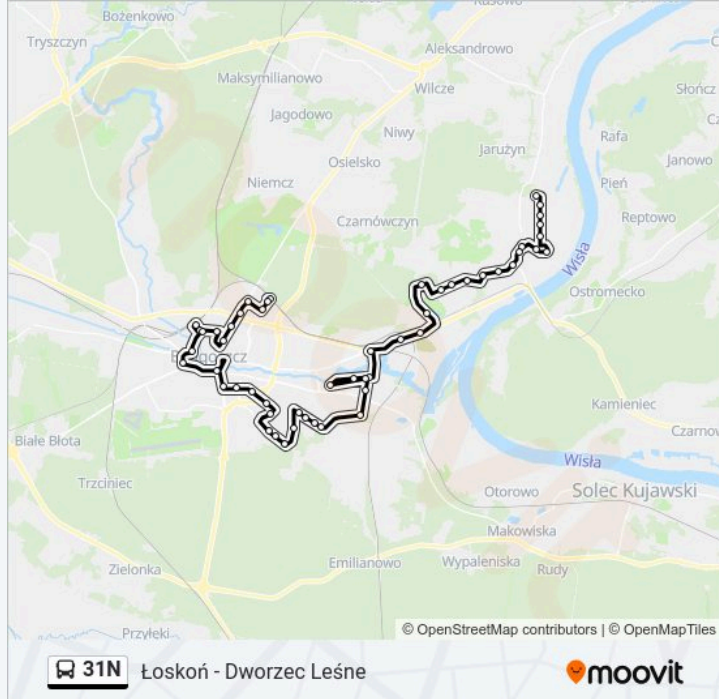 Bożenkowo
Rasowo
Tryszczyn
Aleksandrowo
Maksymilianowo
Wilcze
Słończ
Jagodowo
Niwy
Rafa
Jarużyn
Osielsko
Janowo
Niemcz
Pień
Czarnówczyn
Reptowo
Wisła
Ostromecko
Kamieniec
Białe Błota
Czarnow
Trzciniec
Wisła
Otorowo
Solec Kujawski
Makowiska
Emilianowo
Wypaleniska
Zielonka
Rudy
Przyłęki
© OpenStreetMap contributors | © OpenMapTiles
31N Łoskoń - Dworzec Leśne
moovit